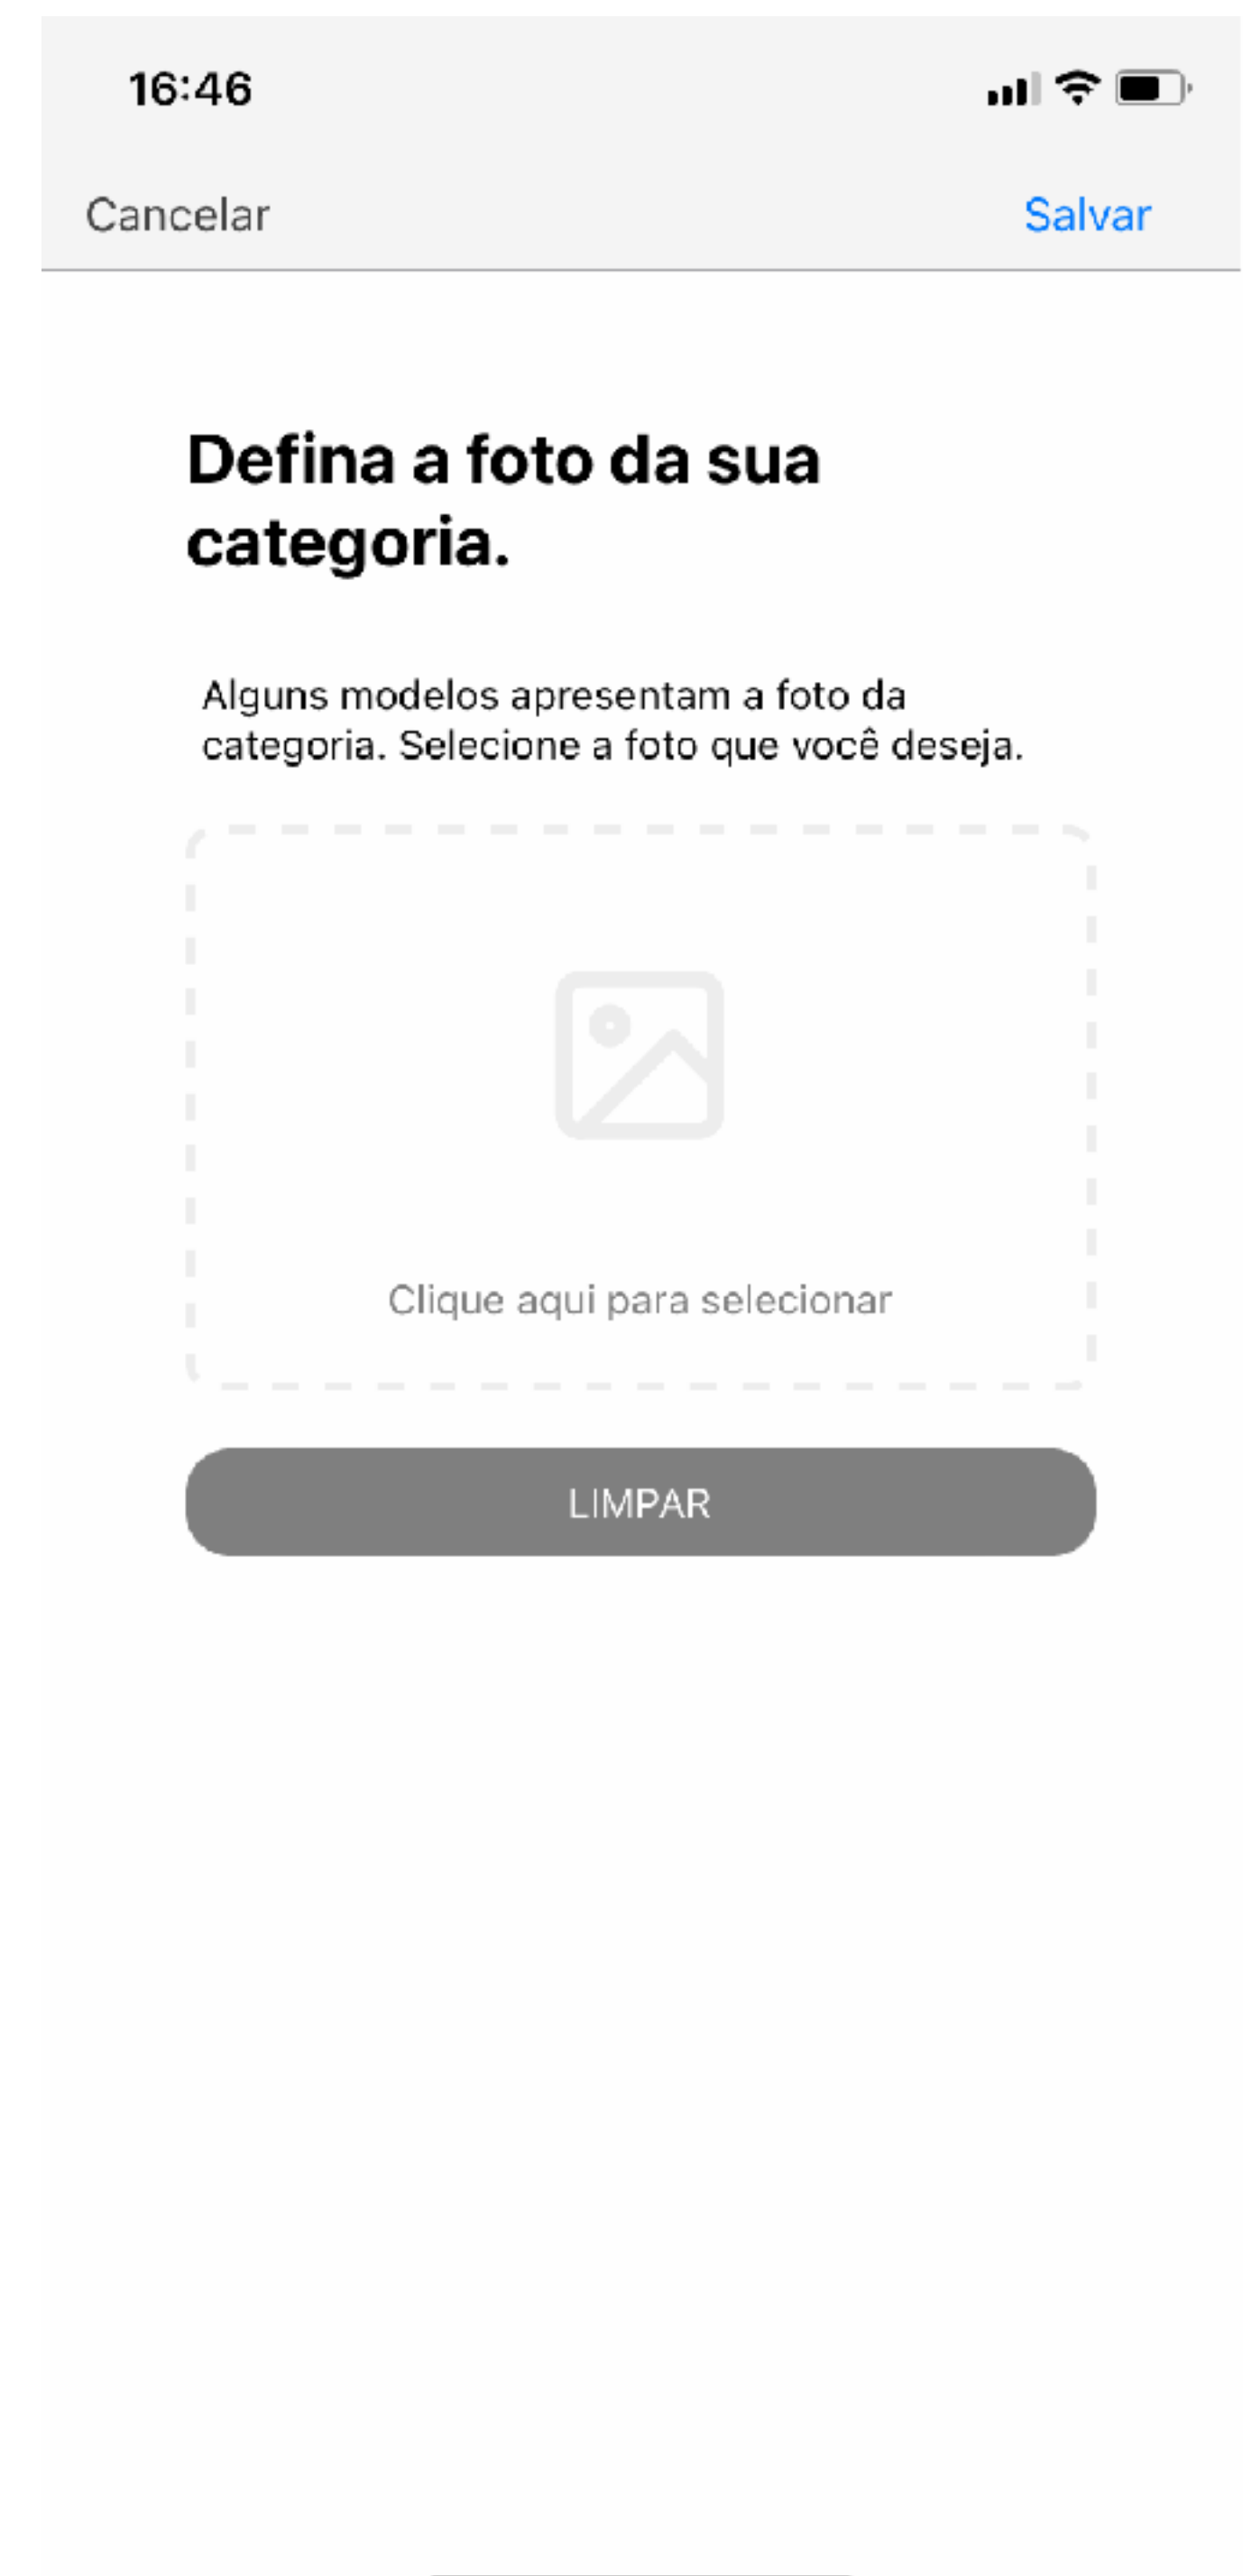 16:46
Cancelar
Salvar
Defina a foto da sua
categoria.
Alguns modelos apresentam a foto da
categoria. Selecione a foto que você deseja.
Clique aqui para selecionar
LIMPAR